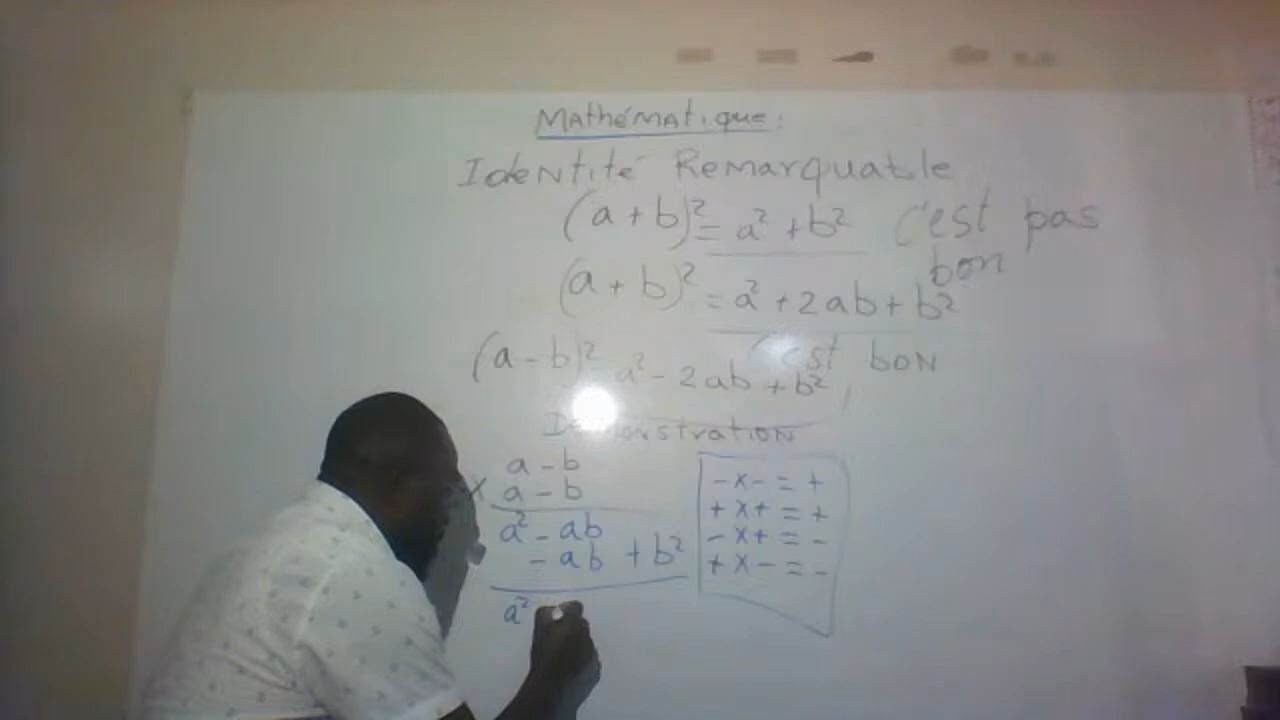 Mathématique:
Identité Remarquable
(a + b)² = a² + b² c'est pas
bon
(a + b)² = a² + 2ab + b²
C'est bon
(a - b)² a² - 2ab + b²
Démonstration
a - b
x a - b
a² - ab
- ab + b²
a²
- x - = +
+ x + = +
- x + = -
+ x - = -